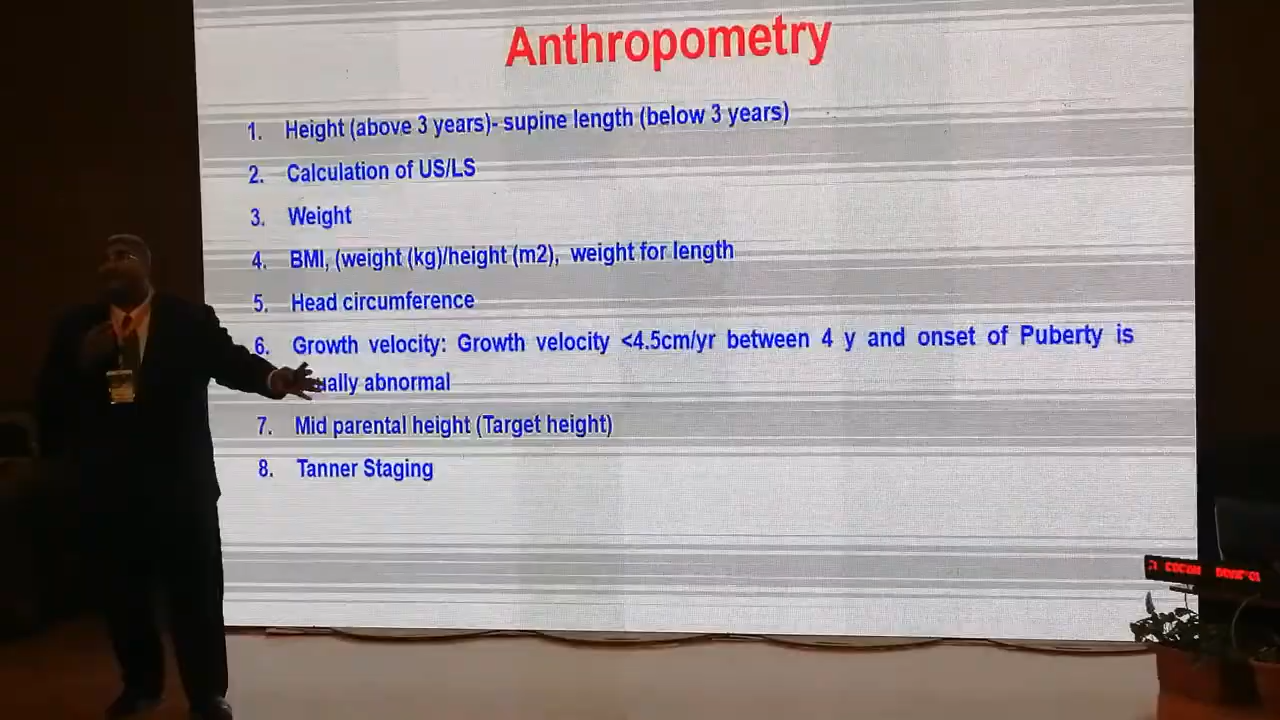 Anthropometry
1. Height (above 3 years)- supine length (below 3 years)
2. Calculation of US/LS
3. Weight
4. BMI, (weight (kg)/height (m2), weight for length
5. Head circumference
6. Growth velocity: Growth velocity <4.5cm/yr between 4 y and onset of Puberty is
abnormal
7. Mid parental height (Target height)
8. Tanner Staging